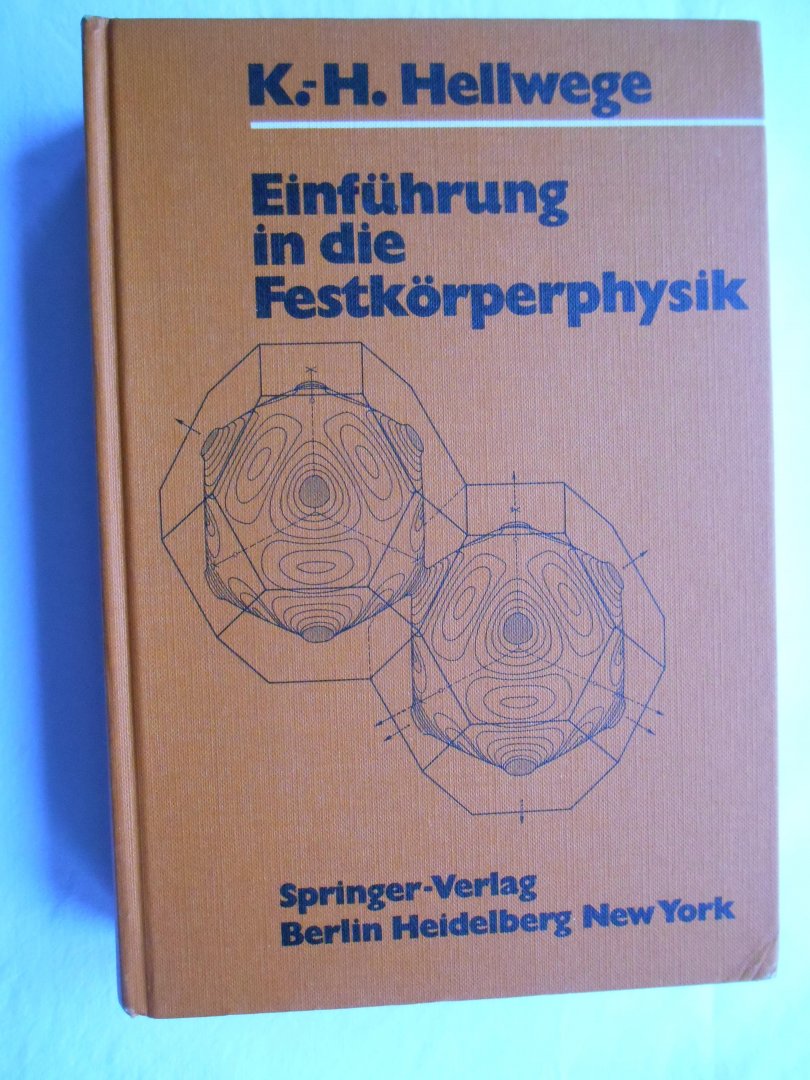 K.-H. Hellwege
Einführung
in die
Festkörperphysik
Springer-Verlag
Berlin Heidelberg New York